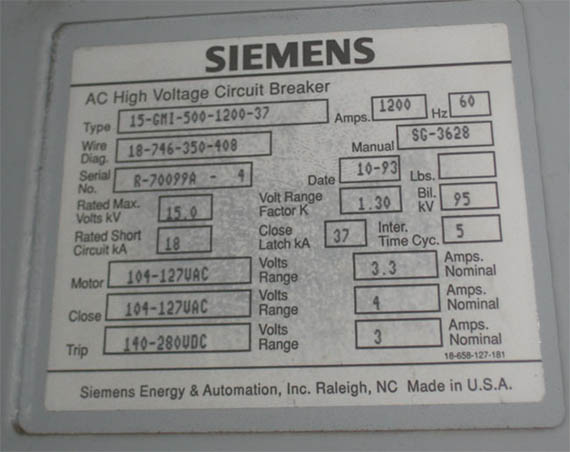 SIEMENS
AC High Voltage Circuit Breaker
Type 15-GMI-500-1200-37 Amps. 1200 Hz 60
Wire Diag. 18-746-350-408 Manual SG-3628
Serial No. R-70099A - 4 Date 10-93 Lbs.
Rated Max. Volts kV 15.0 Volt Range Factor K 1.30 Bil. kV 95
Rated Short Circuit kA 18 Close Latch kA 37 Inter. Time Cyc. 5
Motor 104-127VAC Volts Range 3.3 Amps. Nominal
Close 104-127VAC Volts Range 4 Amps. Nominal
Trip 140-280VDC Volts Range 3 Amps. Nominal
18-658-127-181
Siemens Energy & Automation, Inc. Raleigh, NC Made in U.S.A.